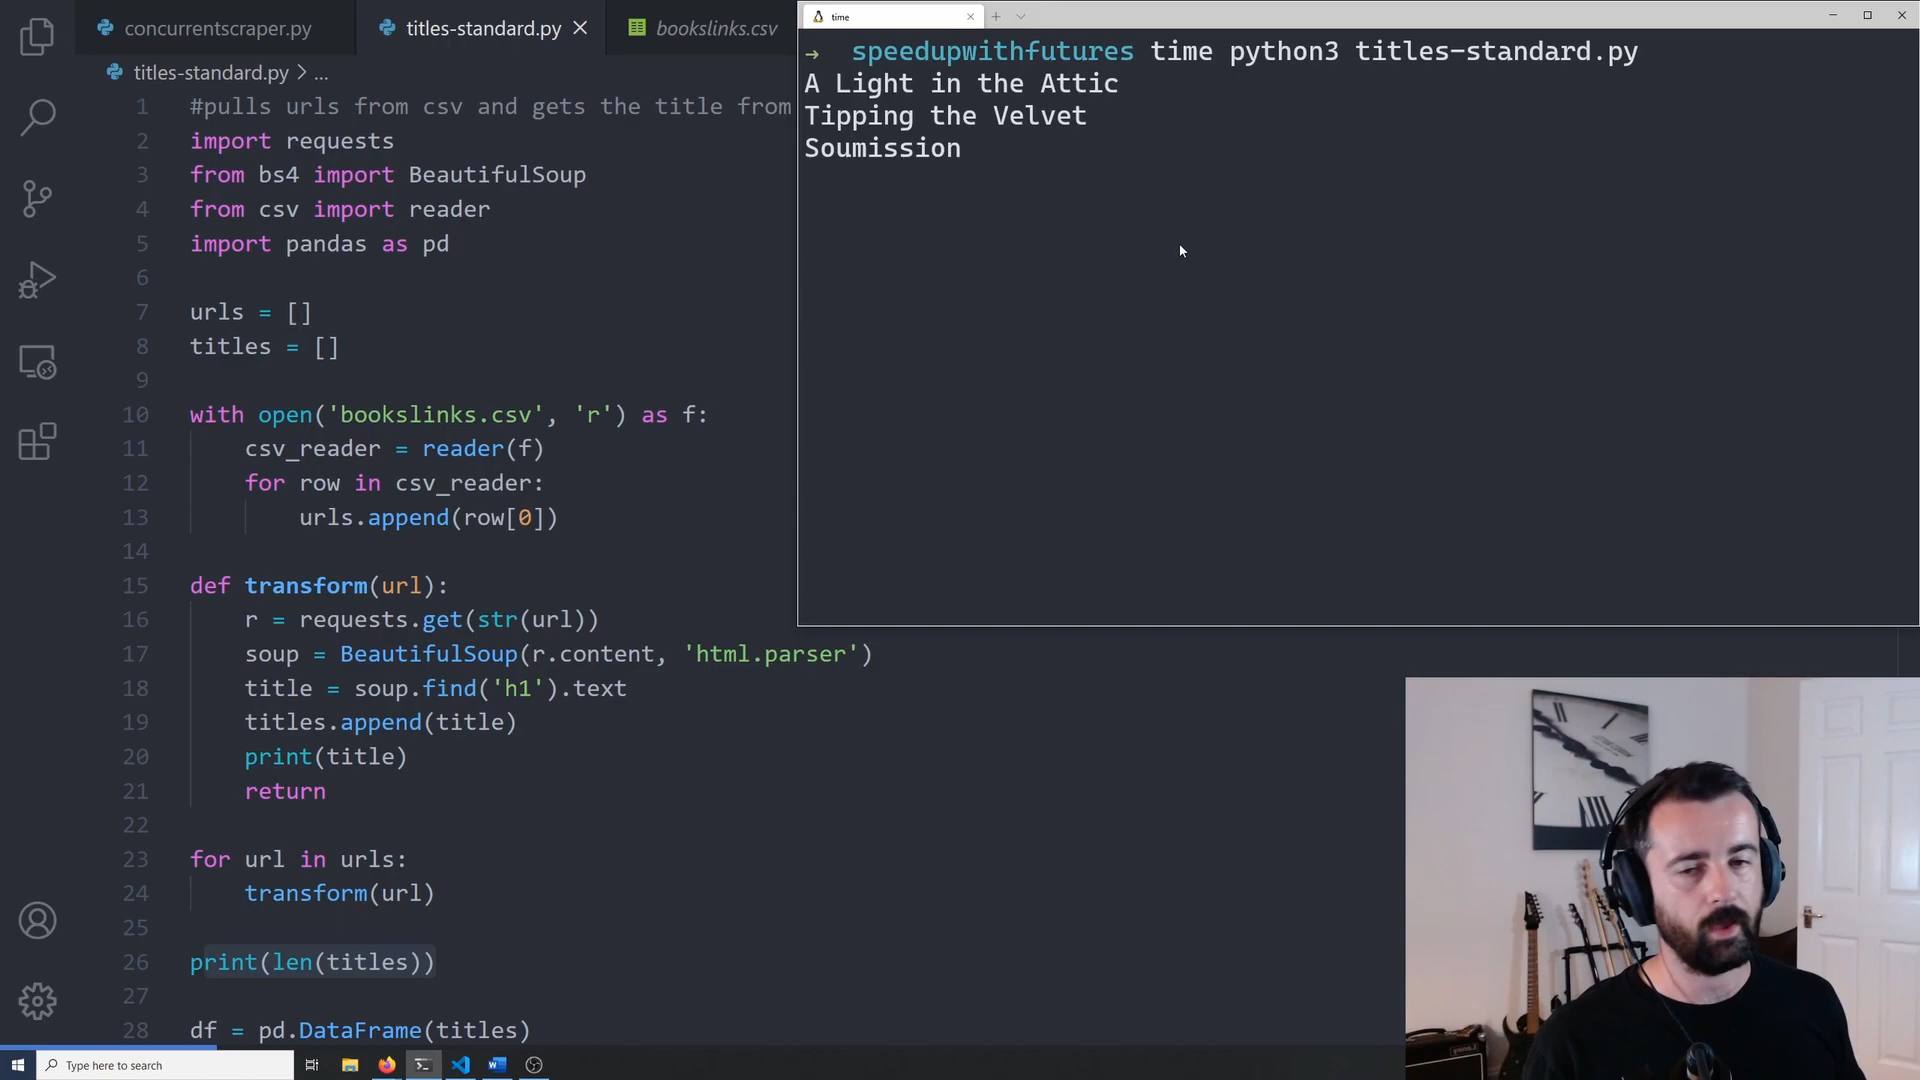 concurrentscraper.py
titles-standard.py
bookslinks.csv
titles-standard.py > ...
1 #pulls urls from csv and gets the title from
2 import requests
3 from bs4 import BeautifulSoup
4 from csv import reader
5 import pandas as pd
6
7 urls = []
8 titles = []
9
10 with open('bookslinks.csv', 'r') as f:
11 csv_reader = reader(f)
12 for row in csv_reader:
13 urls.append(row[0])
14
15 def transform(url):
16 r = requests.get(str(url))
17 soup = BeautifulSoup(r.content, 'html.parser')
18 title = soup.find('h1').text
19 titles.append(title)
20 print(title)
21 return
22
23 for url in urls:
24 transform(url)
25
26 print(len(titles))
27
28 df = pd.DataFrame(titles)
time
→ speedupwithfutures time python3 titles-standard.py
A Light in the Attic
Tipping the Velvet
Soumission
Type here to search